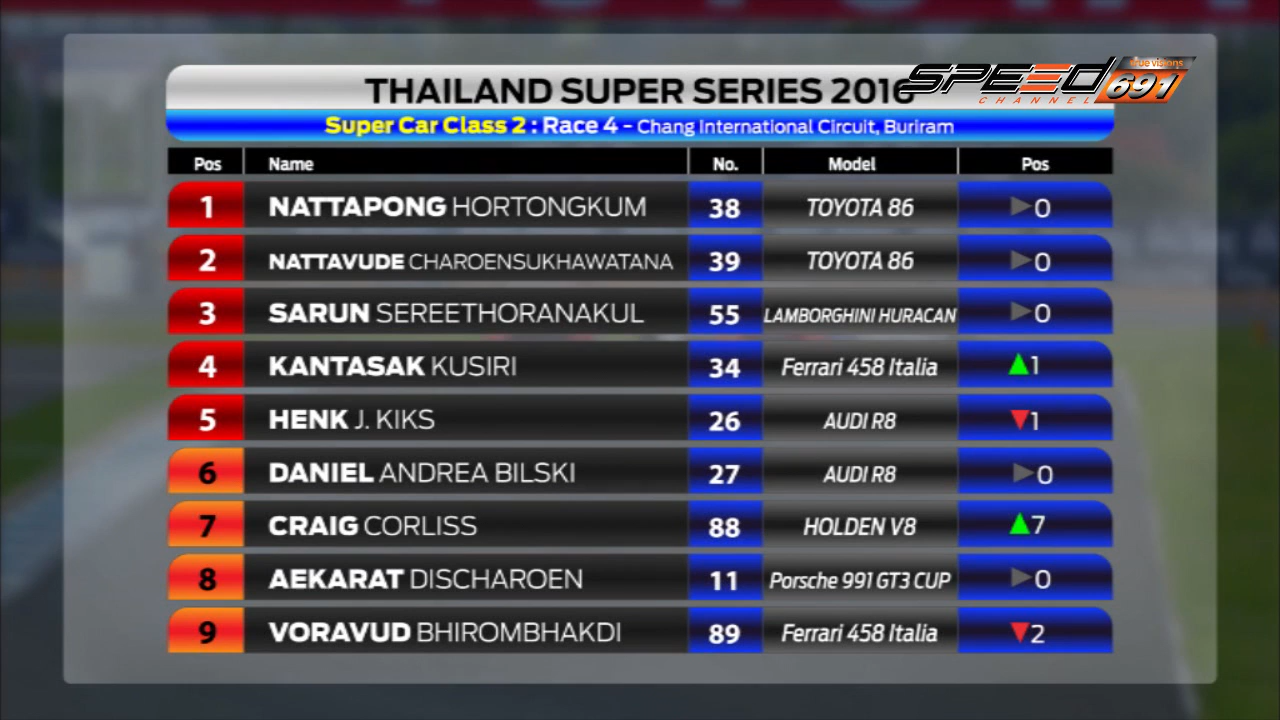 THAILAND SUPER SERIES 2016
true visions
SPEED 691
CHANNEL
Super Car Class 2 : Race 4 - Chang International Circuit, Buriram
Pos Name No. Model Pos
1 NATTAPONG HORTONGKUM 38 TOYOTA 86 0
2 NATTAVUDE CHAROENSUKHAWATANA 39 TOYOTA 86 0
3 SARUN SEREETHORANAKUL 55 LAMBORGHINI HURACAN 0
4 KANTASAK KUSIRI 34 Ferrari 458 Italia 1
5 HENK J. KIKS 26 AUDI R8 1
6 DANIEL ANDREA BILSKI 27 AUDI R8 0
7 CRAIG CORLISS 88 HOLDEN V8 7
8 AEKARAT DISCHAROEN 11 Porsche 991 GT3 CUP 0
9 VORAVUD BHIROMBHAKDI 89 Ferrari 458 Italia 2